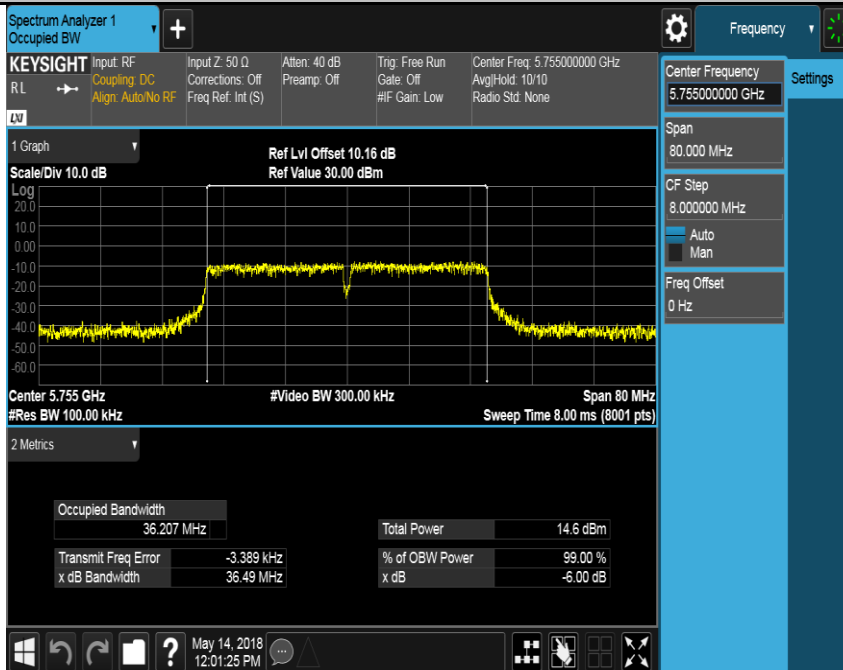 Spectrum Analyzer 1
Occupied BW
+
Frequency
KEYSIGHT
RL
LXI
Input: RF
Coupling: DC
Align: Auto/No RF
Input Z: 50 Ω
Corrections: Off
Freq Ref: Int (S)
Atten: 40 dB
Preamp: Off
Trig: Free Run
Gate: Off
#IF Gain: Low
Center Freq: 5.755000000 GHz
Avg|Hold: 10/10
Radio Std: None
Center Frequency
5.755000000 GHz
Settings
Span
80.000 MHz
CF Step
8.000000 MHz
Auto
Man
Freq Offset
0 Hz
1 Graph
Scale/Div 10.0 dB
Ref Lvl Offset 10.16 dB
Ref Value 30.00 dBm
Log
20.0
10.0
0.00
-10.0
-20.0
-30.0
-40.0
-50.0
-60.0
Center 5.755 GHz
#Video BW 300.00 kHz
Span 80 MHz
#Res BW 100.00 kHz
Sweep Time 8.00 ms (8001 pts)
2 Metrics
Occupied Bandwidth
36.207 MHz
Total Power 14.6 dBm
Transmit Freq Error -3.389 kHz
% of OBW Power 99.00 %
x dB Bandwidth 36.49 MHz
x dB -6.00 dB
?
May 14, 2018
12:01:25 PM